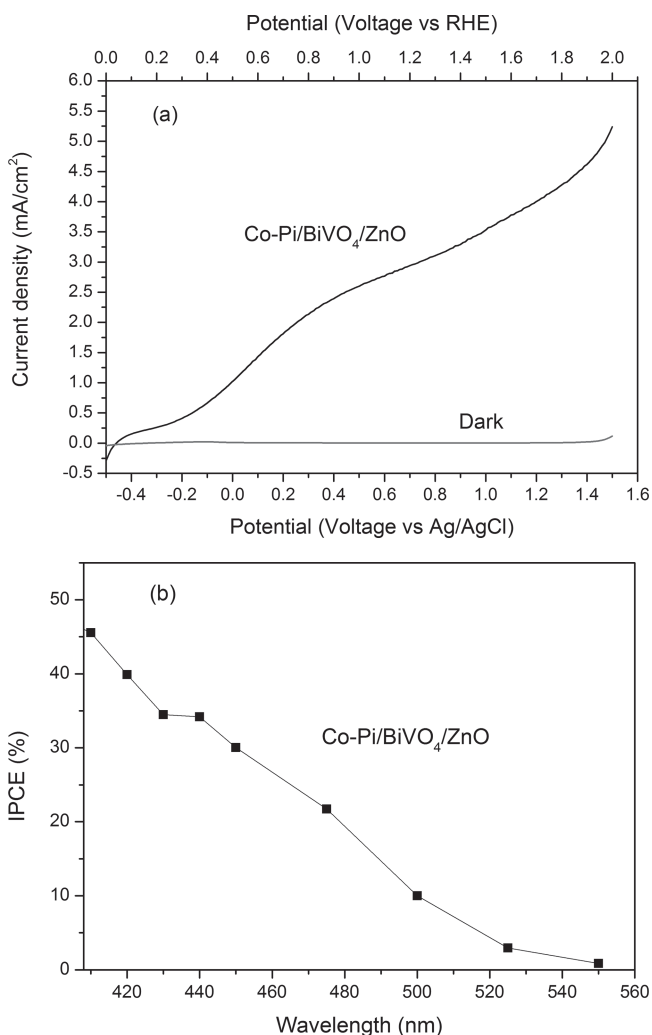 Potential (Voltage vs RHE)
0.0 0.2 0.4 0.6 0.8 1.0 1.2 1.4 1.6 1.8 2.0
(a)
6.0
5.5
5.0
4.5
4.0
3.5
3.0
2.5
2.0
1.5
1.0
0.5
0.0
-0.5
Current density (mA/cm²)
Co-Pi/BiVO₄/ZnO
Dark
-0.4 -0.2 0.0 0.2 0.4 0.6 0.8 1.0 1.2 1.4 1.6
Potential (Voltage vs Ag/AgCl)
(b)
50
40
30
20
10
0
IPCE (%)
Co-Pi/BiVO₄/ZnO
420 440 460 480 500 520 540 560
Wavelength (nm)